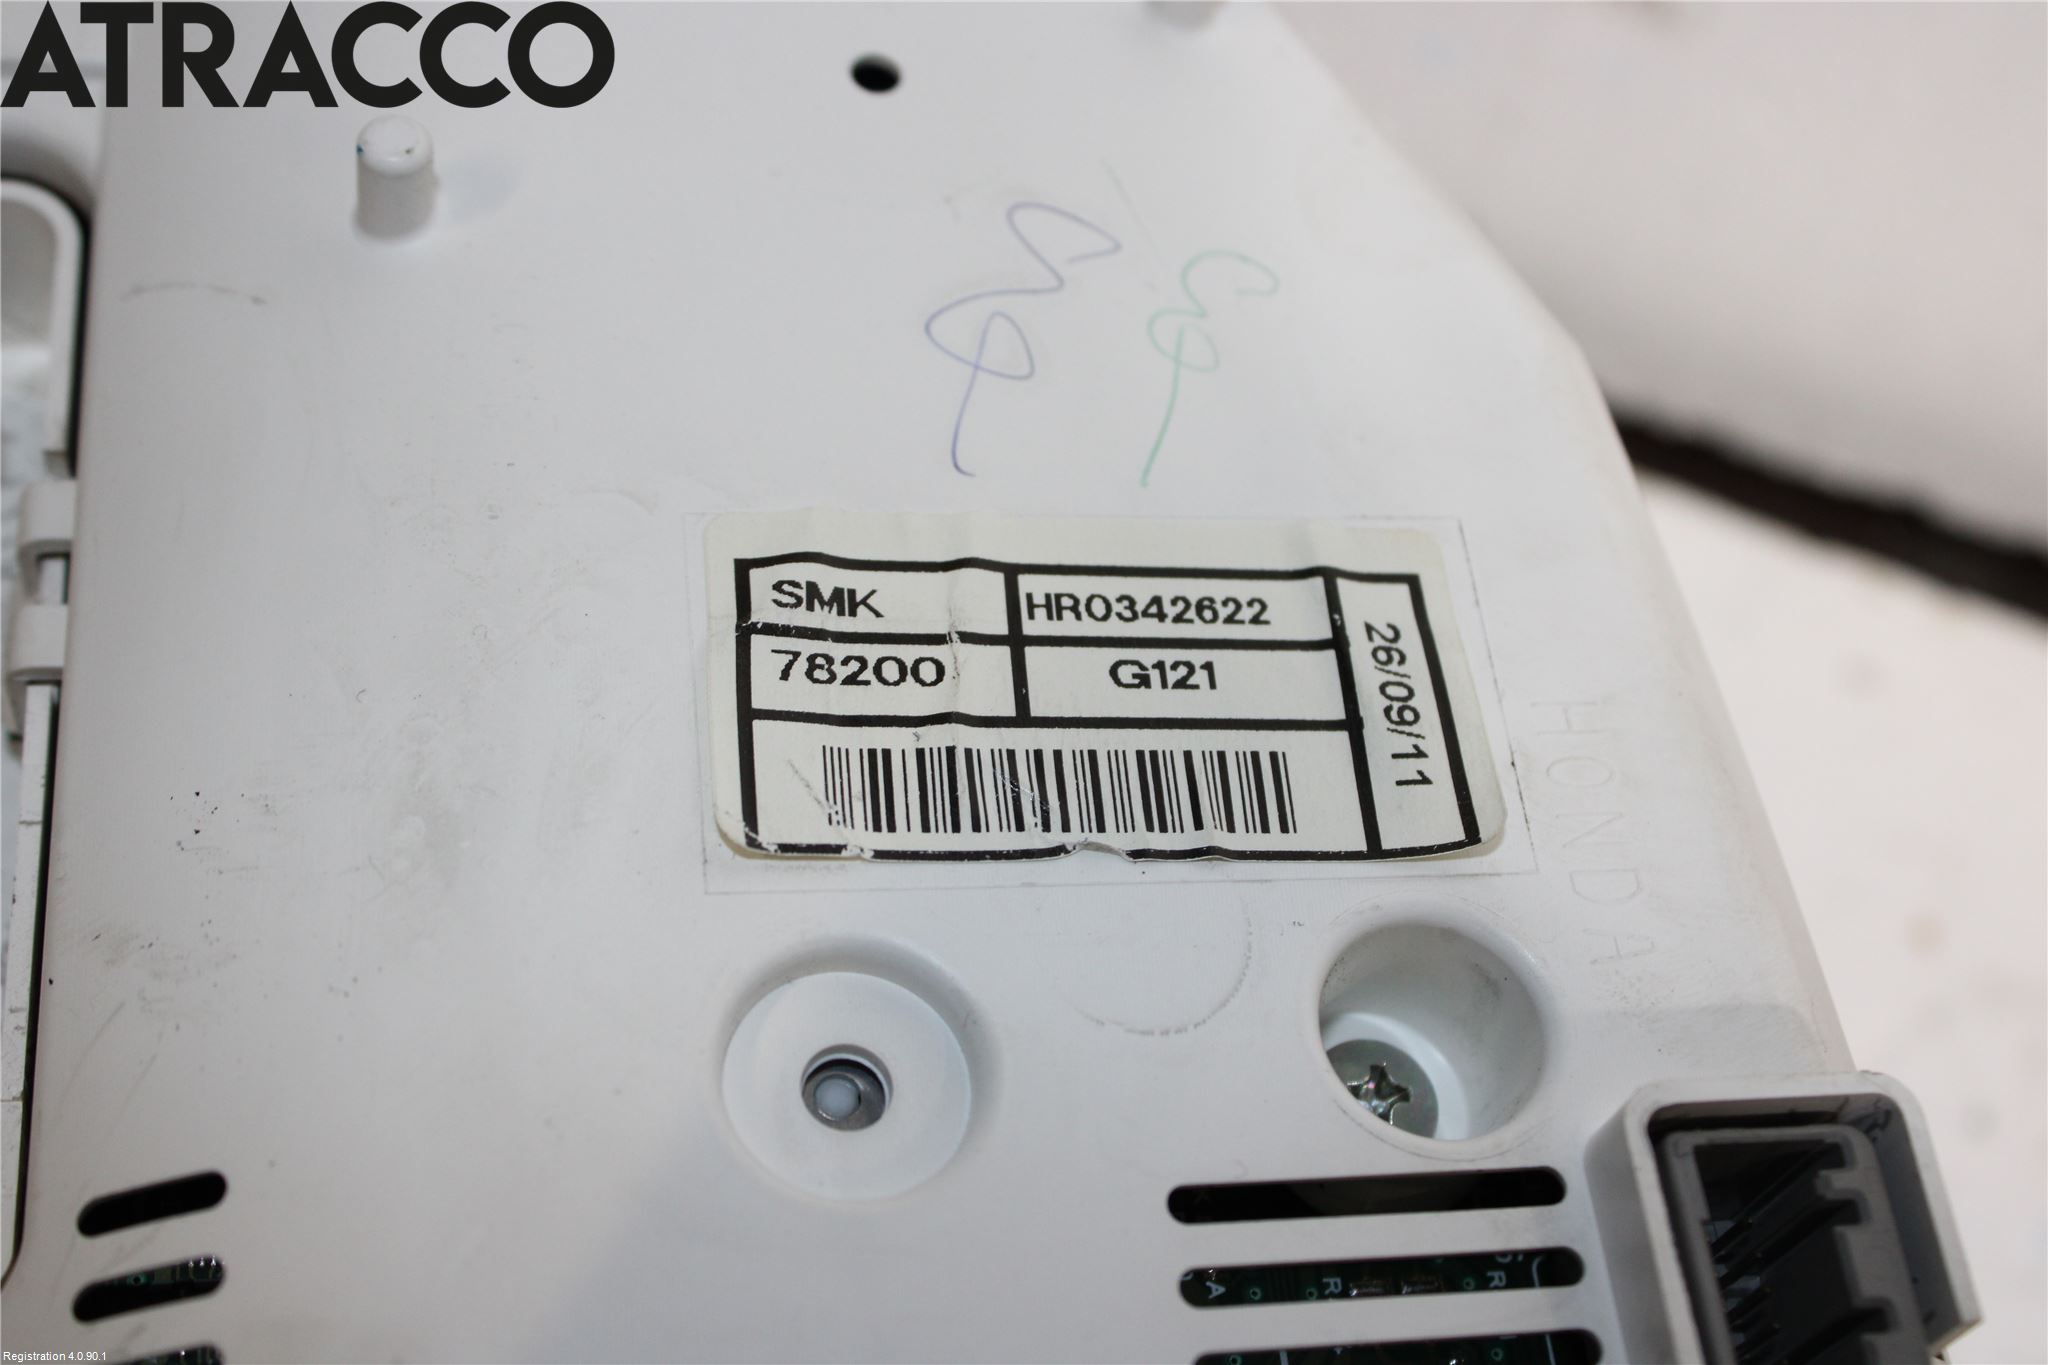 ATRACCO
SMK HR0342622
78200 G121
26/09/11
HONDA
A R R
R
Registration 4.0.90.1